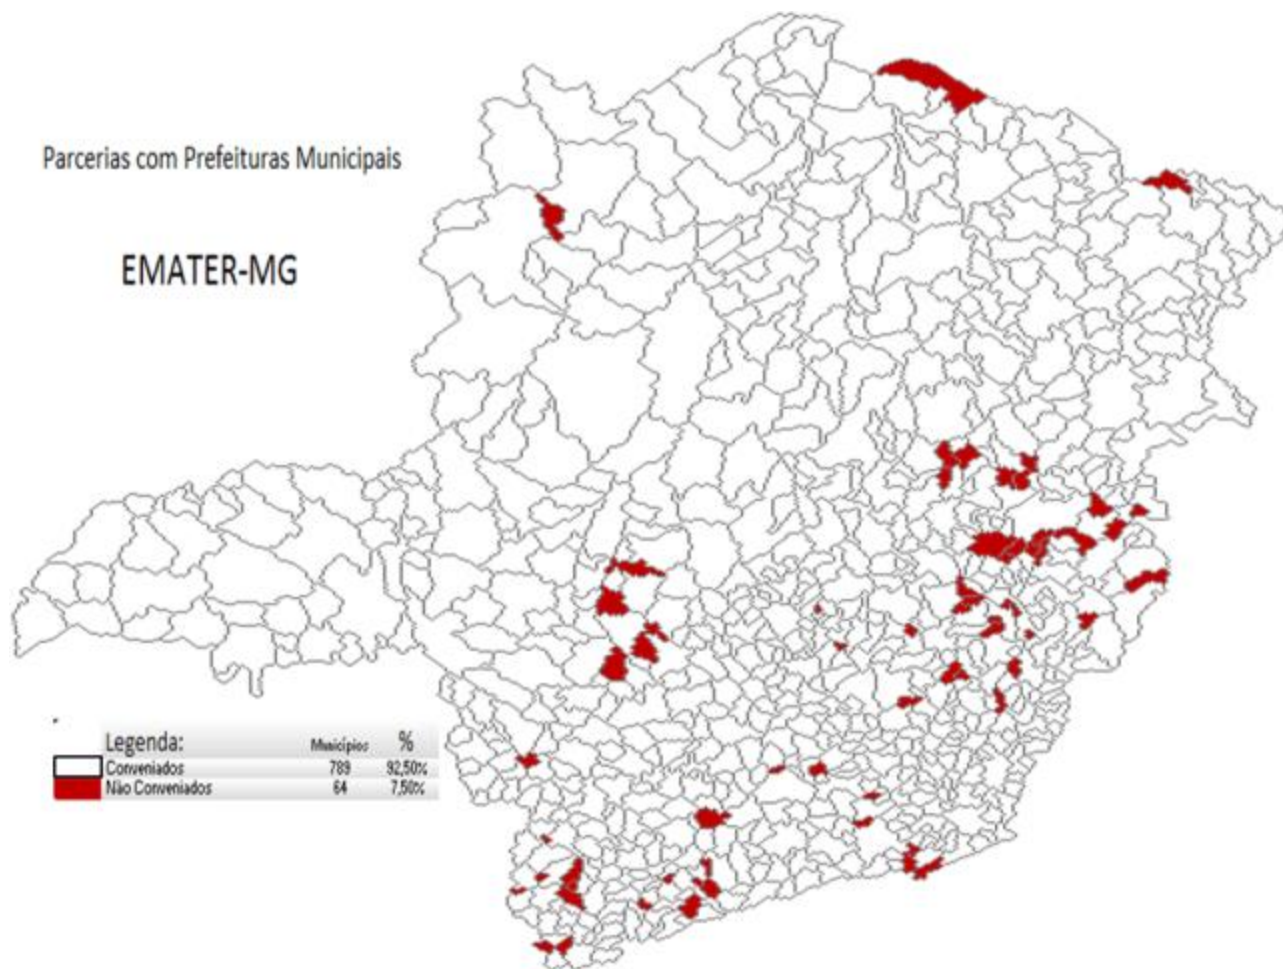 Parcerias com Prefeituras Municipais
EMATER-MG
Legenda: Municípios %
Conveniados 789 92,50%
Não Conveniados 64 7,50%